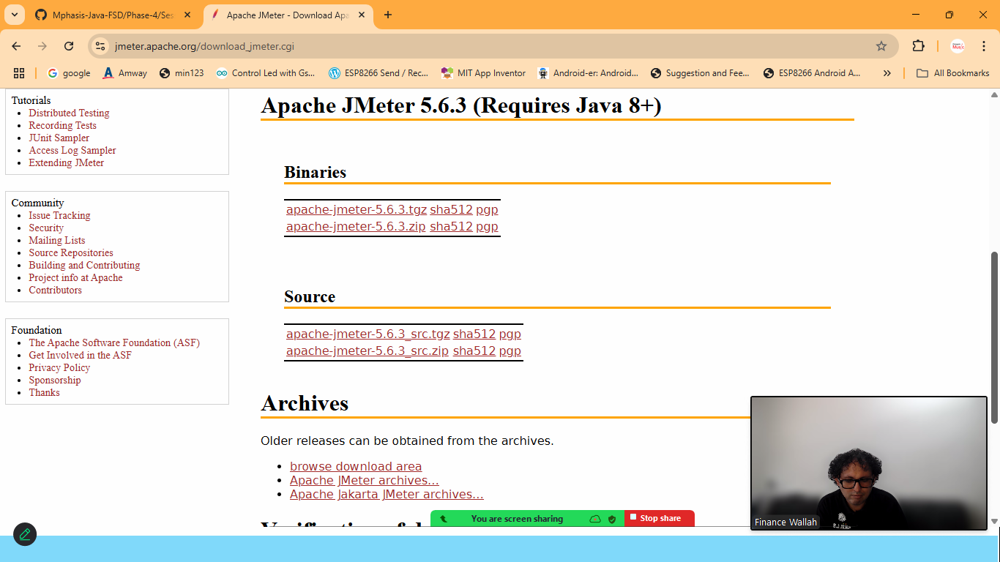 Mphasis-Java-FSD/Phase-4/Ses
Apache JMeter - Download Apa
jmeter.apache.org/download_jmeter.cgi
google
Amway
min123
Control Led with Gs...
ESP8266 Send / Rec...
MIT App Inventor
Android-er: Android...
Suggestion and Fee...
ESP8266 Android A...
All Bookmarks
Tutorials
Distributed Testing
Recording Tests
JUnit Sampler
Access Log Sampler
Extending JMeter
Community
Issue Tracking
Security
Mailing Lists
Source Repositories
Building and Contributing
Project info at Apache
Contributors
Foundation
The Apache Software Foundation (ASF)
Get Involved in the ASF
Privacy Policy
Sponsorship
Thanks
Apache JMeter 5.6.3 (Requires Java 8+)
Binaries
apache-jmeter-5.6.3.tgz sha512 pgp
apache-jmeter-5.6.3.zip sha512 pgp
Source
apache-jmeter-5.6.3_src.tgz sha512 pgp
apache-jmeter-5.6.3_src.zip sha512 pgp
Archives
Older releases can be obtained from the archives.
browse download area
Apache JMeter archives...
Apache Jakarta JMeter archives...
You are screen sharing
Stop share
Finance Wallah